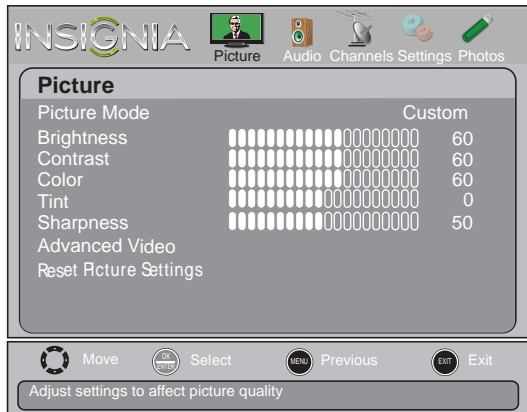 INSIGNIA
Picture Audio Channels Settings Photos
Picture
Picture Mode Custom
Brightness 60
Contrast 60
Color 60
Tint 0
Sharpness 50
Advanced Video
Reset Picture Settings
Move OK ENTER Select MENU Previous EXIT Exit
Adjust settings to affect picture quality